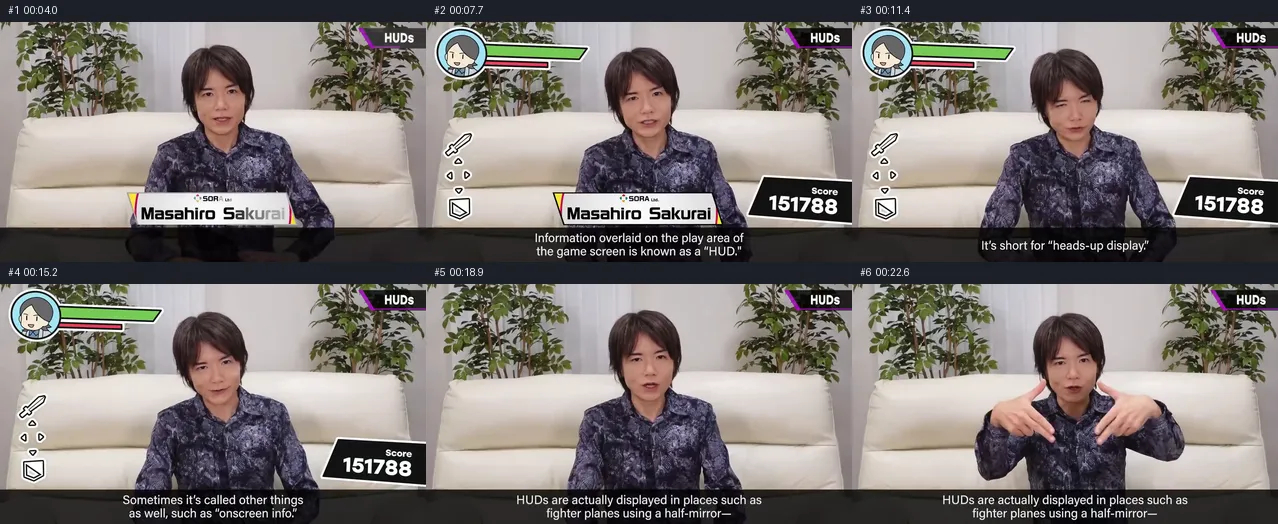 #1 00:04.0
HUDs
SORA Ltd.
Masahiro Sakurai
#2 00:07.7
HUDs
SORA Ltd.
Masahiro Sakurai
Score
151788
Information overlaid on the play area of
the game screen is known as a “HUD.”
#3 00:11.4
HUDs
Score
151788
It’s short for “heads-up display.”
#4 00:15.2
HUDs
Score
151788
Sometimes it’s called other things
as well, such as “onscreen info.”
#5 00:18.9
HUDs
HUDs are actually displayed in places such as
fighter planes using a half-mirror—
#6 00:22.6
HUDs
HUDs are actually displayed in places such as
fighter planes using a half-mirror—